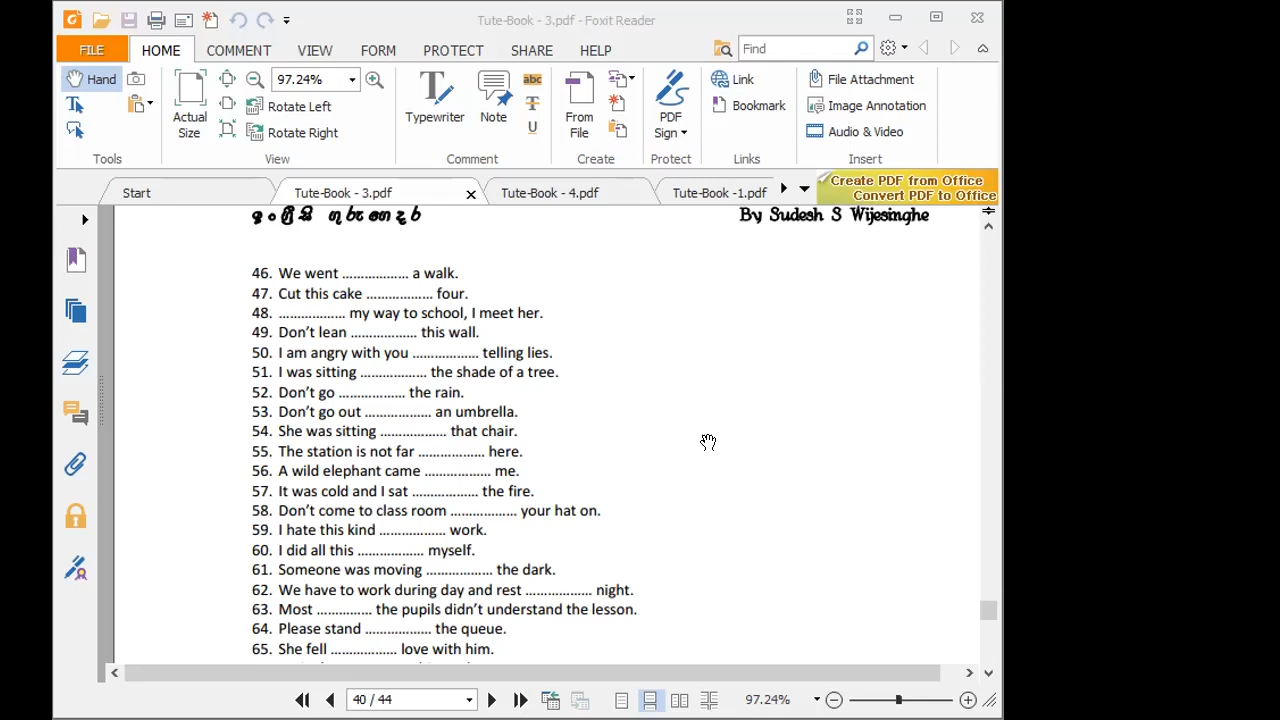 Tute-Book - 3.pdf - Foxit Reader
FILE HOME COMMENT VIEW FORM PROTECT SHARE HELP Find
Hand
Actual Size
97.24%
Rotate Left
Rotate Right
Typewriter
Note
abc
T
U
From File
PDF Sign
Link
Bookmark
File Attachment
Image Annotation
Audio & Video
Tools View Comment Create Protect Links Insert
Start Tute-Book - 3.pdf Tute-Book - 4.pdf Tute-Book -1.pdf
Create PDF from Office
Convert PDF to Office
By Sudesh S Wijesinghe
46. We went .................. a walk.
47. Cut this cake .................. four.
48. .................. my way to school, I meet her.
49. Don’t lean .................. this wall.
50. I am angry with you .................. telling lies.
51. I was sitting .................. the shade of a tree.
52. Don’t go .................. the rain.
53. Don’t go out .................. an umbrella.
54. She was sitting .................. that chair.
55. The station is not far .................. here.
56. A wild elephant came .................. me.
57. It was cold and I sat .................. the fire.
58. Don’t come to class room .................. your hat on.
59. I hate this kind .................. work.
60. I did all this .................. myself.
61. Someone was moving .................. the dark.
62. We have to work during day and rest .................. night.
63. Most ............... the pupils didn’t understand the lesson.
64. Please stand .................. the queue.
65. She fell .................. love with him.
40 / 44
97.24%